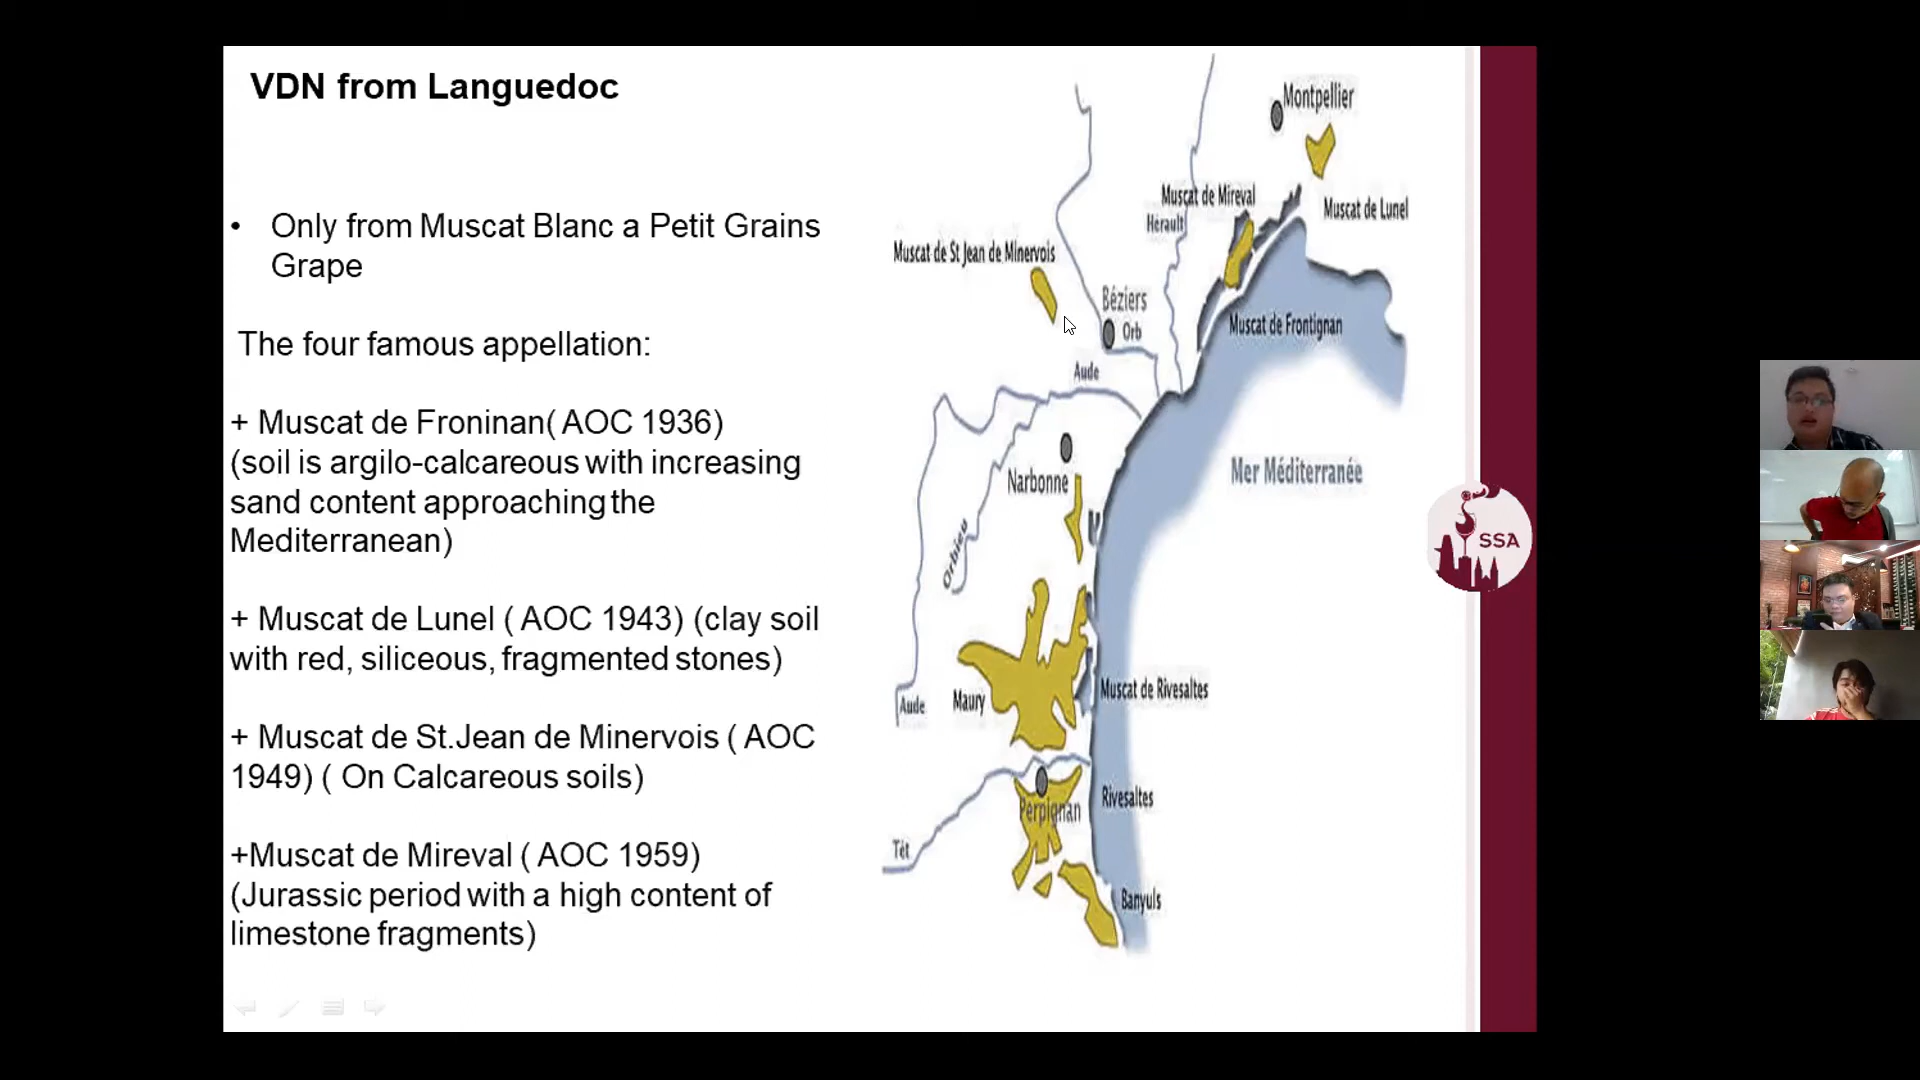 VDN from Languedoc
• Only from Muscat Blanc a Petit Grains
Grape
The four famous appellation:
+ Muscat de Froninan( AOC 1936)
(soil is argilo-calcareous with increasing
sand content approaching the
Mediterranean)
+ Muscat de Lunel ( AOC 1943) (clay soil
with red, siliceous, fragmented stones)
+ Muscat de St.Jean de Minervois ( AOC
1949) ( On Calcareous soils)
+Muscat de Mireval ( AOC 1959)
(Jurassic period with a high content of
limestone fragments)
Montpellier
Muscat de Mireval
Muscat de Lunel
Hérault
Muscat de St Jean de Minervois
Béziers
Orb
Muscat de Frontignan
Aude
Narbonne
Mer Méditerranée
Orbieu
Muscat de Rivesaltes
Maury
Aude
Rivesaltes
Perpignan
Têt
Banyuls
SSA